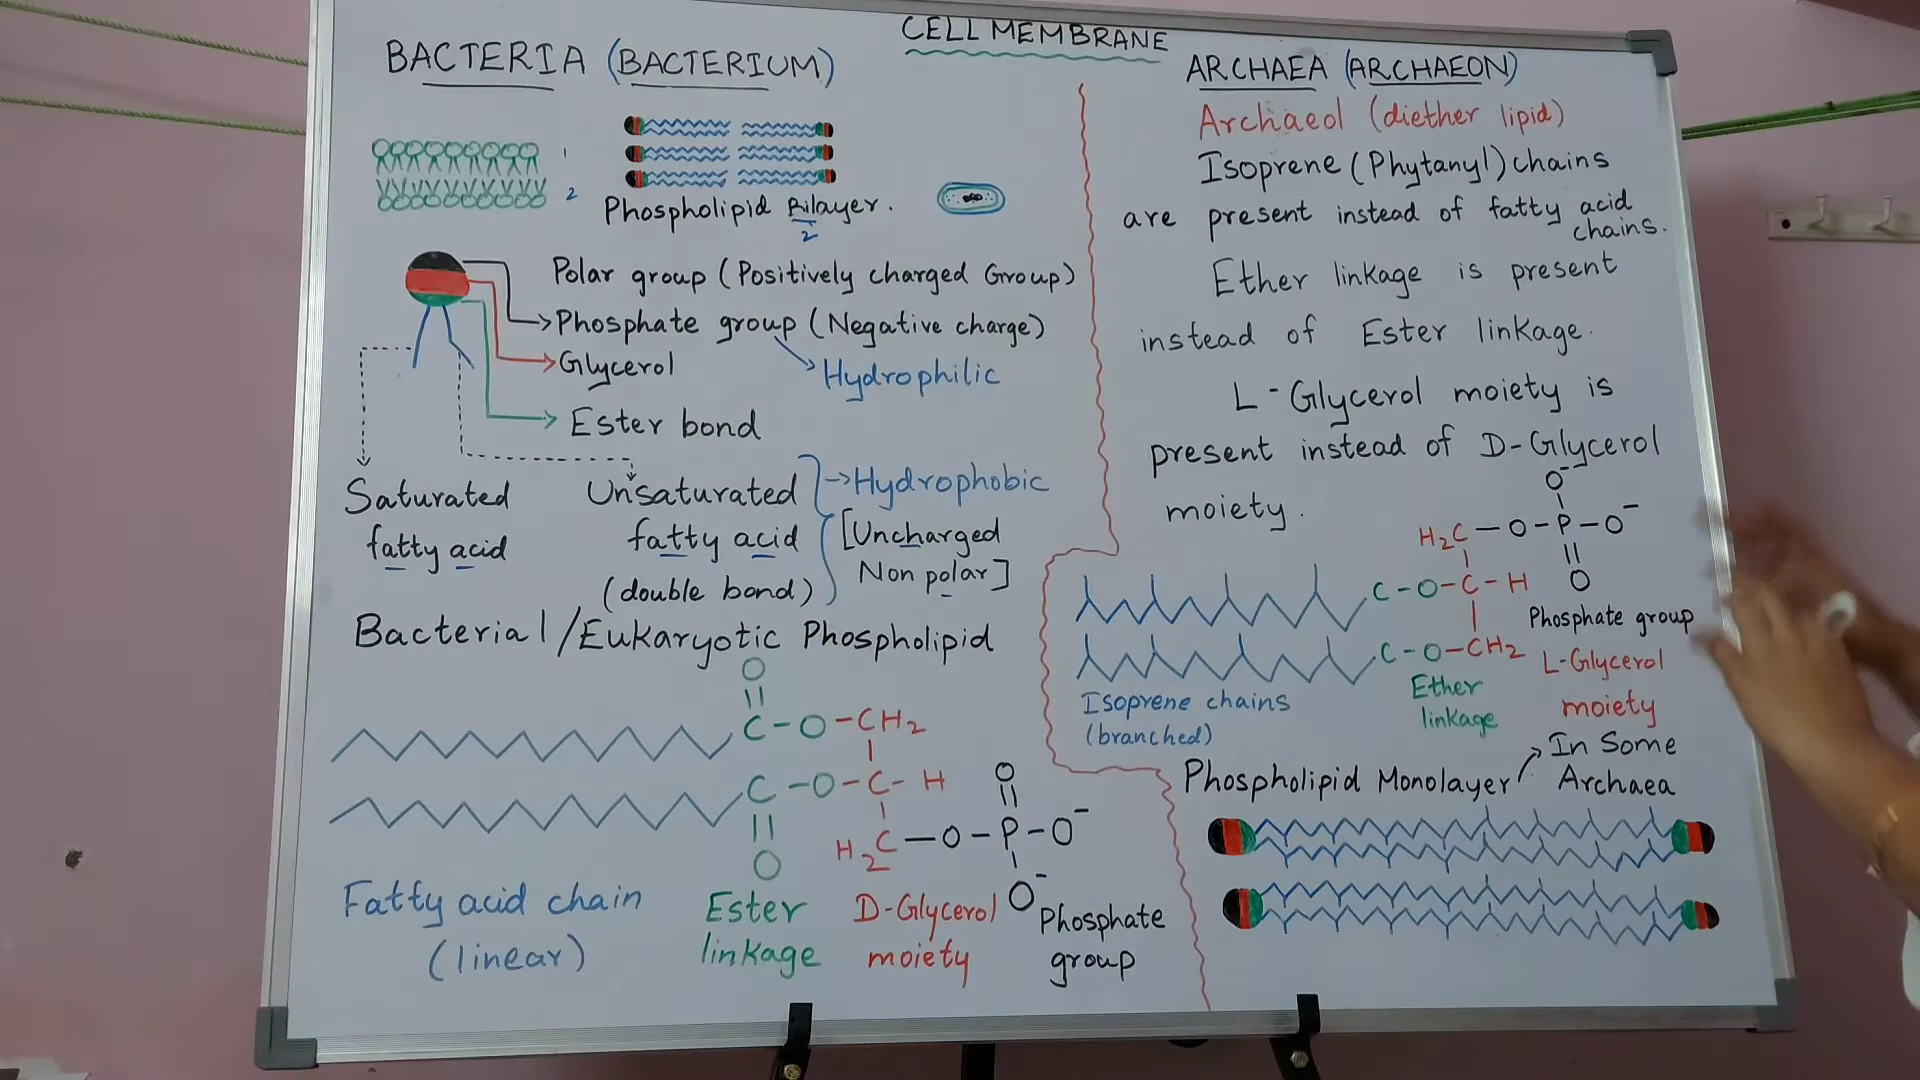 CELL MEMBRANE
BACTERIA (BACTERIUM)
1
2
Phospholipid Bilayer.
2
Polar group (Positively charged Group)
Phosphate group (Negative charge)
Glycerol
Hydrophilic
Ester bond
Saturated
fatty acid
Unsaturated
fatty acid
(double bond)
Hydrophobic
[Uncharged
Non polar]
Bacterial/Eukaryotic Phospholipid
O
C-O-CH2
C-O-C-H
O
O
H2C-O-P-O-
O-
Fatty acid chain
(linear)
Ester
linkage
D-Glycerol
moiety
Phosphate
group
ARCHAEA (ARCHAEON)
Archaeol (diether lipid)
Isoprene (Phytanyl) chains
are present instead of fatty acid
chains.
Ether linkage is present
instead of Ester linkage.
L-Glycerol moiety is
present instead of D-Glycerol
moiety.
O-
H2C-O-P-O-
O
C-O-C-H
C-O-CH2
Phosphate group
L-Glycerol
moiety
Ether
linkage
Isoprene chains
(branched)
Phospholipid Monolayer
In Some
Archaea